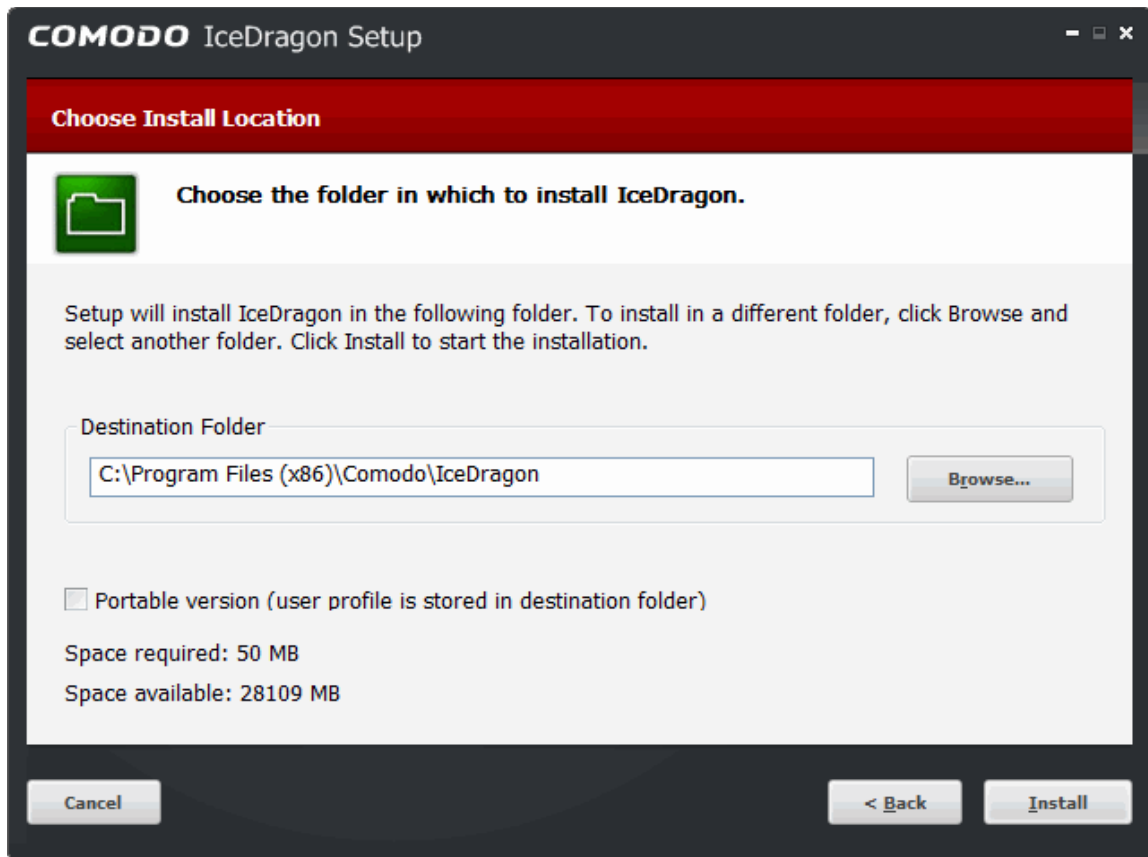 COMODO IceDragon Setup
Choose Install Location
Choose the folder in which to install IceDragon.
Setup will install IceDragon in the following folder. To install in a different folder, click Browse and
select another folder. Click Install to start the installation.
Destination Folder
C:\Program Files (x86)\Comodo\IceDragon
Browse...
Portable version (user profile is stored in destination folder)
Space required: 50 MB
Space available: 28109 MB
Cancel
< Back
Install